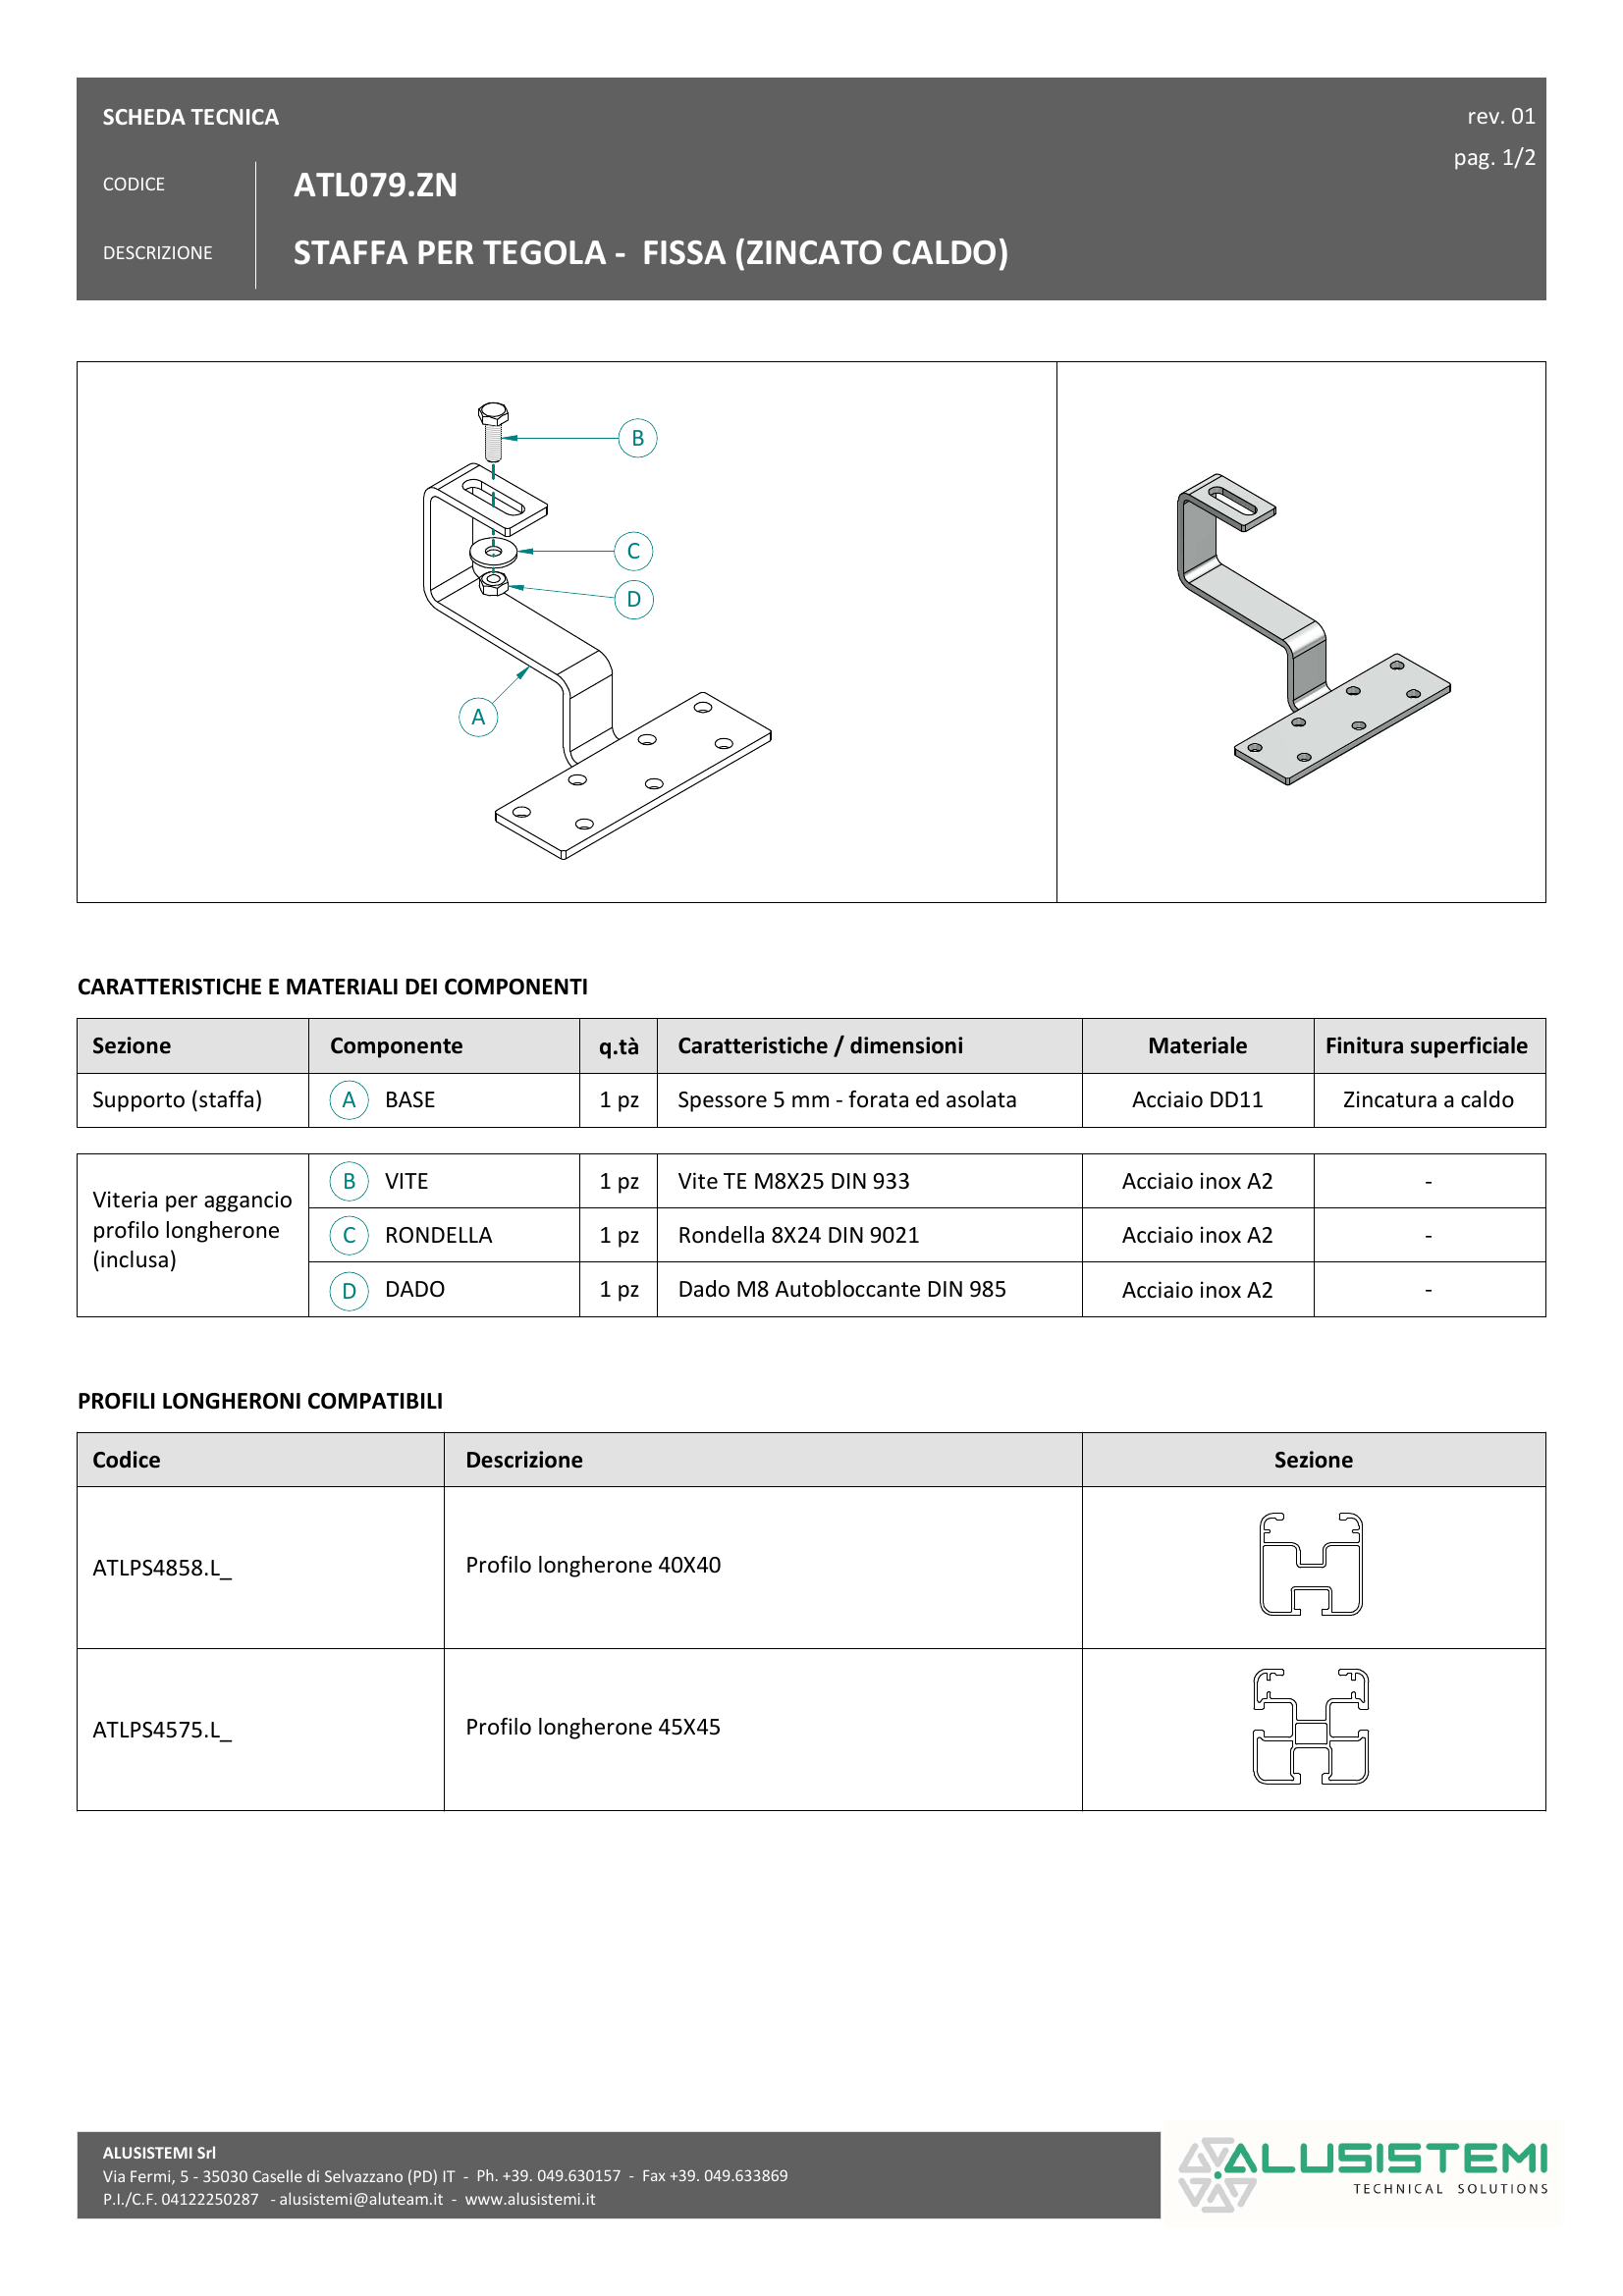 SCHEDA TECNICA
rev. 01
pag. 1/2
CODICE
ATL079.ZN
DESCRIZIONE
STAFFA PER TEGOLA - FISSA (ZINCATO CALDO)
B
C
D
A
CARATTERISTICHE E MATERIALI DEI COMPONENTI
Sezione Componente q.tà Caratteristiche / dimensioni Materiale Finitura superficiale
Supporto (staffa) A BASE 1 pz Spessore 5 mm - forata ed asolata Acciaio DD11 Zincatura a caldo
Viteria per aggancio
profilo longherone
(inclusa)
B VITE 1 pz Vite TE M8X25 DIN 933 Acciaio inox A2 -
C RONDELLA 1 pz Rondella 8X24 DIN 9021 Acciaio inox A2 -
D DADO 1 pz Dado M8 Autobloccante DIN 985 Acciaio inox A2 -
PROFILI LONGHERONI COMPATIBILI
Codice Descrizione Sezione
ATLPS4858.L_ Profilo longherone 40X40
ATLPS4575.L_ Profilo longherone 45X45
ALUSISTEMI Srl
Via Fermi, 5 - 35030 Caselle di Selvazzano (PD) IT - Ph. +39. 049.630157 - Fax +39. 049.633869
P.I./C.F. 04122250287 - alusistemi@aluteam.it - www.alusistemi.it
ALUSISTEMI
TECHNICAL SOLUTIONS